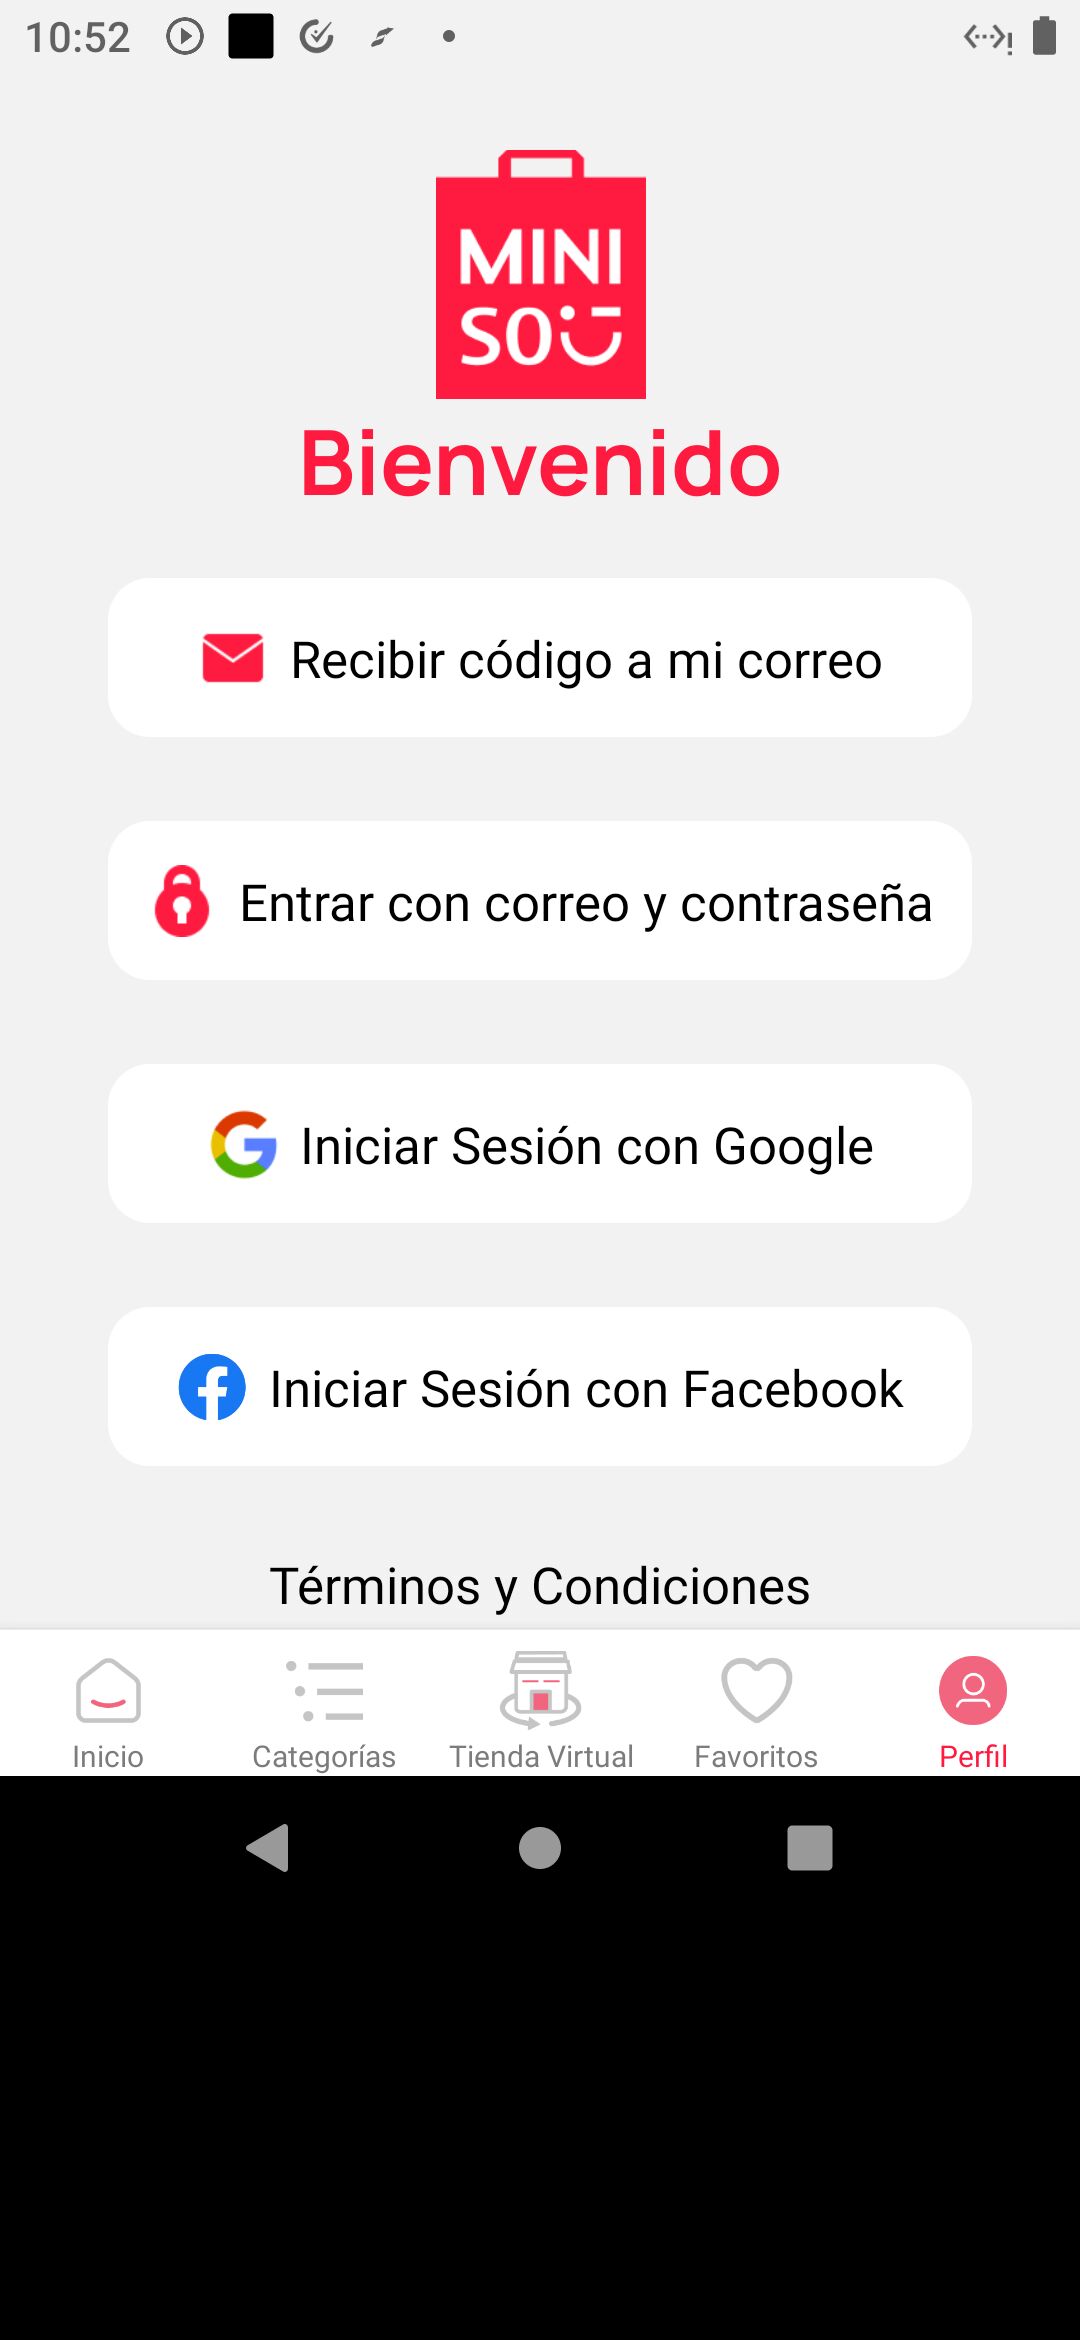 10:52
MINI
SO
Bienvenido
Recibir código a mi correo
Entrar con correo y contraseña
Iniciar Sesión con Google
Iniciar Sesión con Facebook
Términos y Condiciones
Inicio
Categorías
Tienda Virtual
Favoritos
Perfil